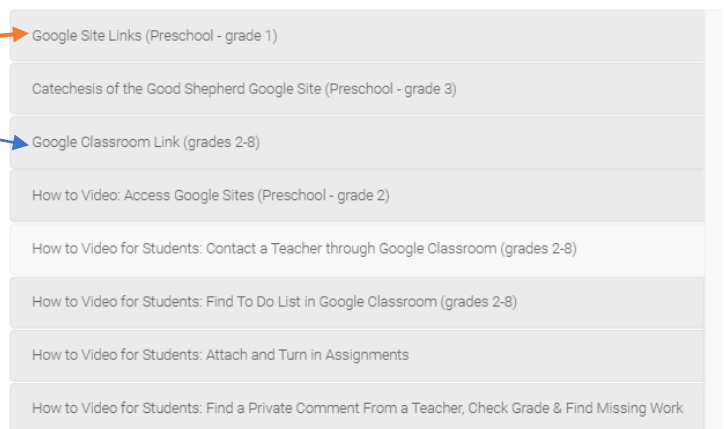 Google Site Links (Preschool - grade 1)
Catechesis of the Good Shepherd Google Site (Preschool - grade 3)
Google Classroom Link (grades 2-8)
How to Video: Access Google Sites (Preschool - grade 2)
How to Video for Students: Contact a Teacher through Google Classroom (grades 2-8)
How to Video for Students: Find To Do List in Google Classroom (grades 2-8)
How to Video for Students: Attach and Turn in Assignments
How to Video for Students: Find a Private Comment From a Teacher, Check Grade & Find Missing Work